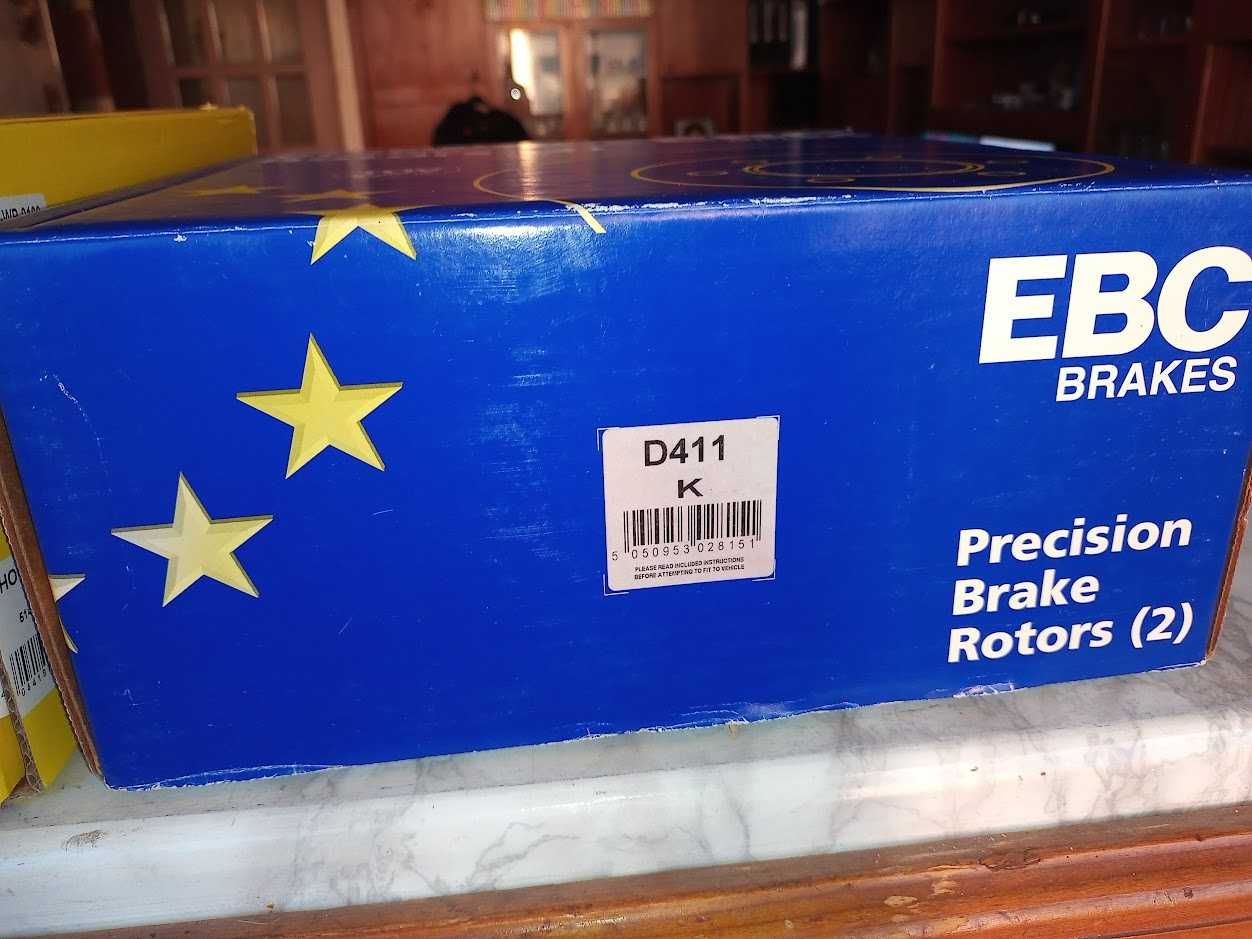 EBC
BRAKES
D411
K
5 050953 028151
PLEASE READ INCLUDED INSTRUCTIONS
BEFORE ATTEMPTING TO FIT TO VEHICLE
Precision
Brake
Rotors (2)